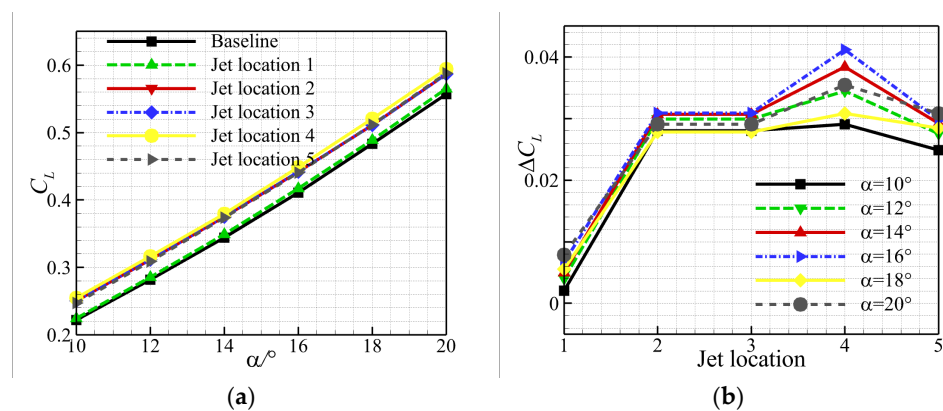 Baseline
Jet location 1
Jet location 2
Jet location 3
Jet location 4
Jet location 5
C_L
0.6
0.5
0.4
0.3
0.2
10 12 14 16 18 20
α/°
(a)
ΔC_L
0.04
0.02
0
α=10°
α=12°
α=14°
α=16°
α=18°
α=20°
1 2 3 4 5
Jet location
(b)